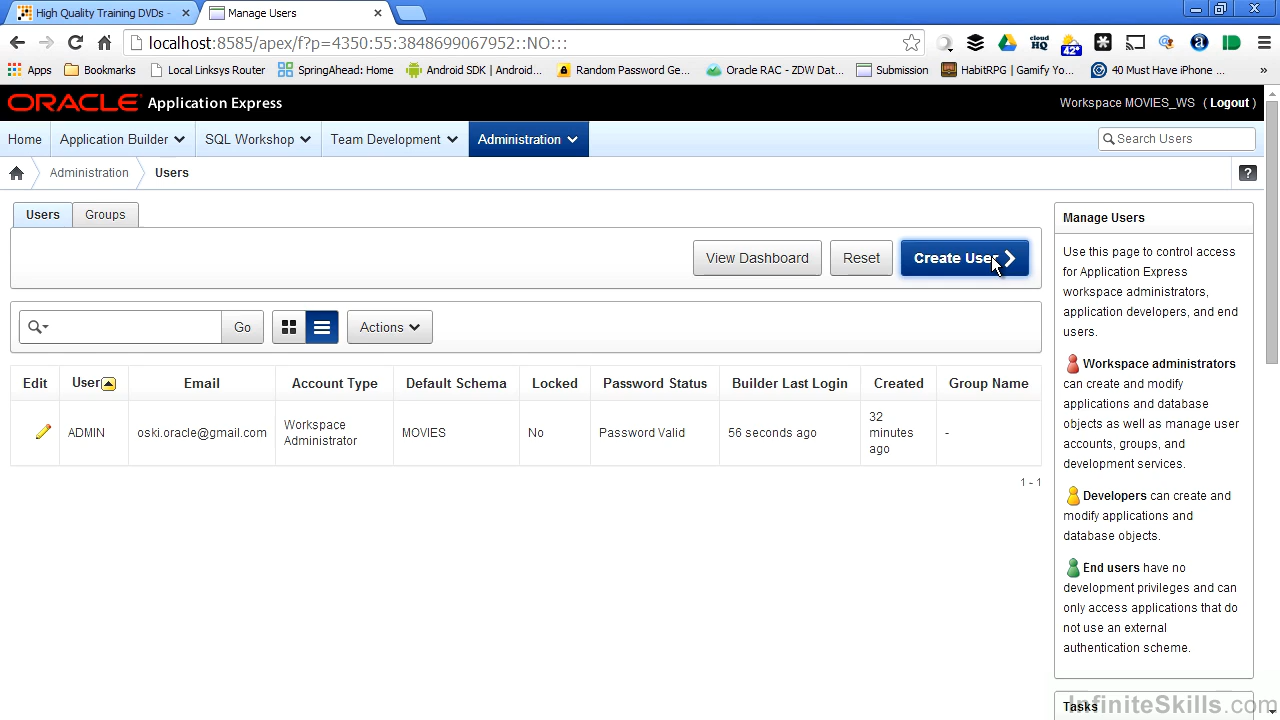 High Quality Training DVDs -
Manage Users
localhost:8585/apex/f?p=4350:55:3848699067952::NO:::
cloud
HQ
42°
a
Apps
Bookmarks
Local Linksys Router
SpringAhead: Home
Android SDK | Android...
Random Password Ge...
Oracle RAC - ZDW Dat...
Submission
HabitRPG | Gamify Yo...
40 Must Have iPhone ...
»
ORACLE Application Express
Workspace MOVIES_WS ( Logout )
Home
Application Builder
SQL Workshop
Team Development
Administration
Search Users
Administration
Users
?
Users
Groups
View Dashboard
Reset
Create User
Go
Actions
Edit
User
Email
Account Type
Default Schema
Locked
Password Status
Builder Last Login
Created
Group Name
ADMIN
oski.oracle@gmail.com
Workspace
Administrator
MOVIES
No
Password Valid
56 seconds ago
32
minutes
ago
-
1 - 1
Manage Users
Use this page to control access
for Application Express
workspace administrators,
application developers, and end
users.
Workspace administrators
can create and modify
applications and database
objects as well as manage user
accounts, groups, and
development services.
Developers can create and
modify applications and
database objects.
End users have no
development privileges and can
only access applications that do
not use an external
authentication scheme.
Tasks
InfiniteSkills.com